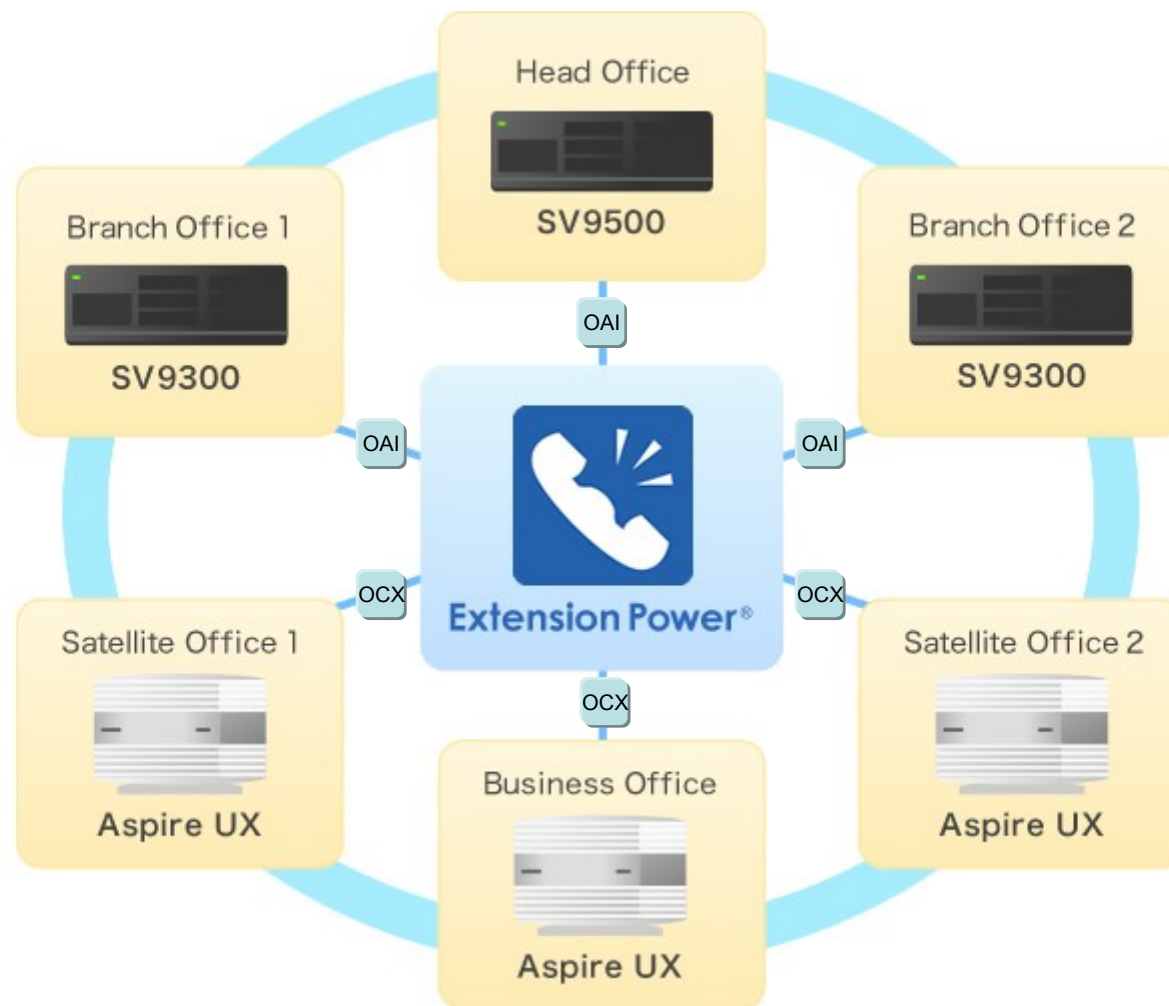 Head Office
SV9500
Branch Office 1
SV9300
Branch Office 2
SV9300
OAI
OAI
OAI
Extension Power®
OCX
OCX
OCX
Satellite Office 1
Aspire UX
Satellite Office 2
Aspire UX
Business Office
Aspire UX